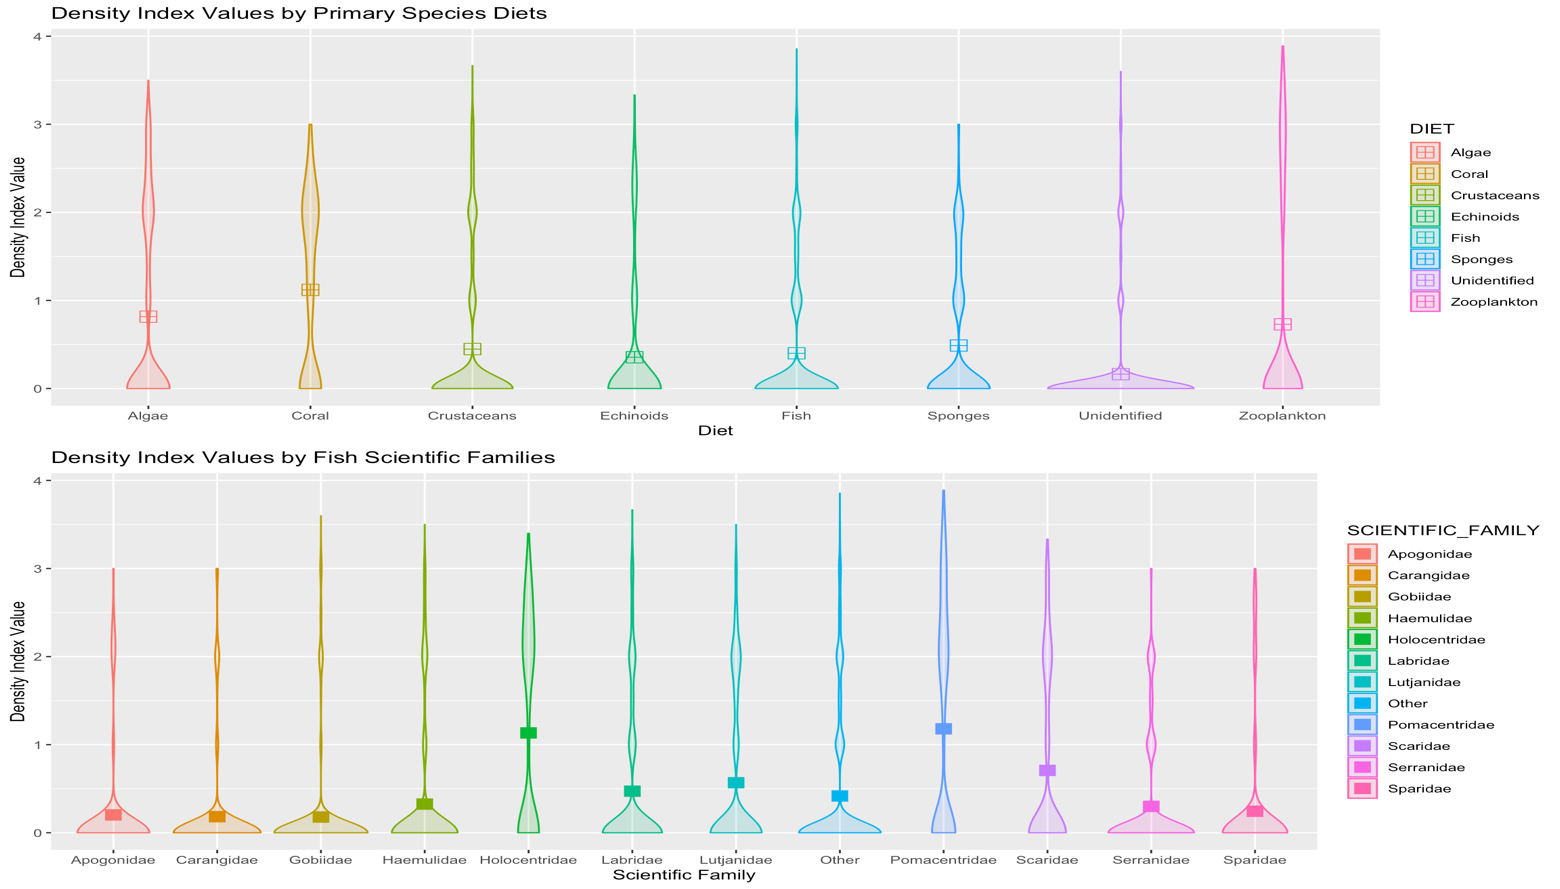 Density Index Values by Primary Species Diets
Density Index Value
4
3
2
1
0
Algae Coral Crustaceans Echinoids Fish Sponges Unidentified Zooplankton
Diet
DIET
Algae
Coral
Crustaceans
Echinoids
Fish
Sponges
Unidentified
Zooplankton
Density Index Values by Fish Scientific Families
Density Index Value
4
3
2
1
0
Apogonidae Carangidae Gobiidae Haemulidae Holocentridae Labridae Lutjanidae Other Pomacentridae Scaridae Serranidae Sparidae
Scientific Family
SCIENTIFIC_FAMILY
Apogonidae
Carangidae
Gobiidae
Haemulidae
Holocentridae
Labridae
Lutjanidae
Other
Pomacentridae
Scaridae
Serranidae
Sparidae